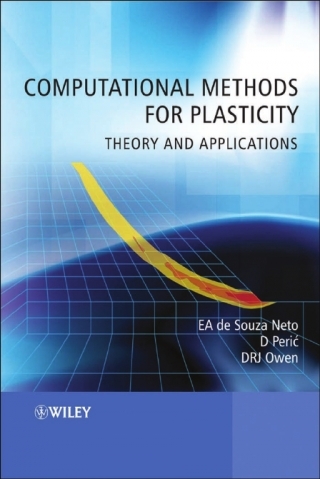 COMPUTATIONAL METHODS
FOR PLASTICITY
THEORY AND APPLICATIONS
EA de Souza Neto
D Perić
DRJ Owen
WILEY